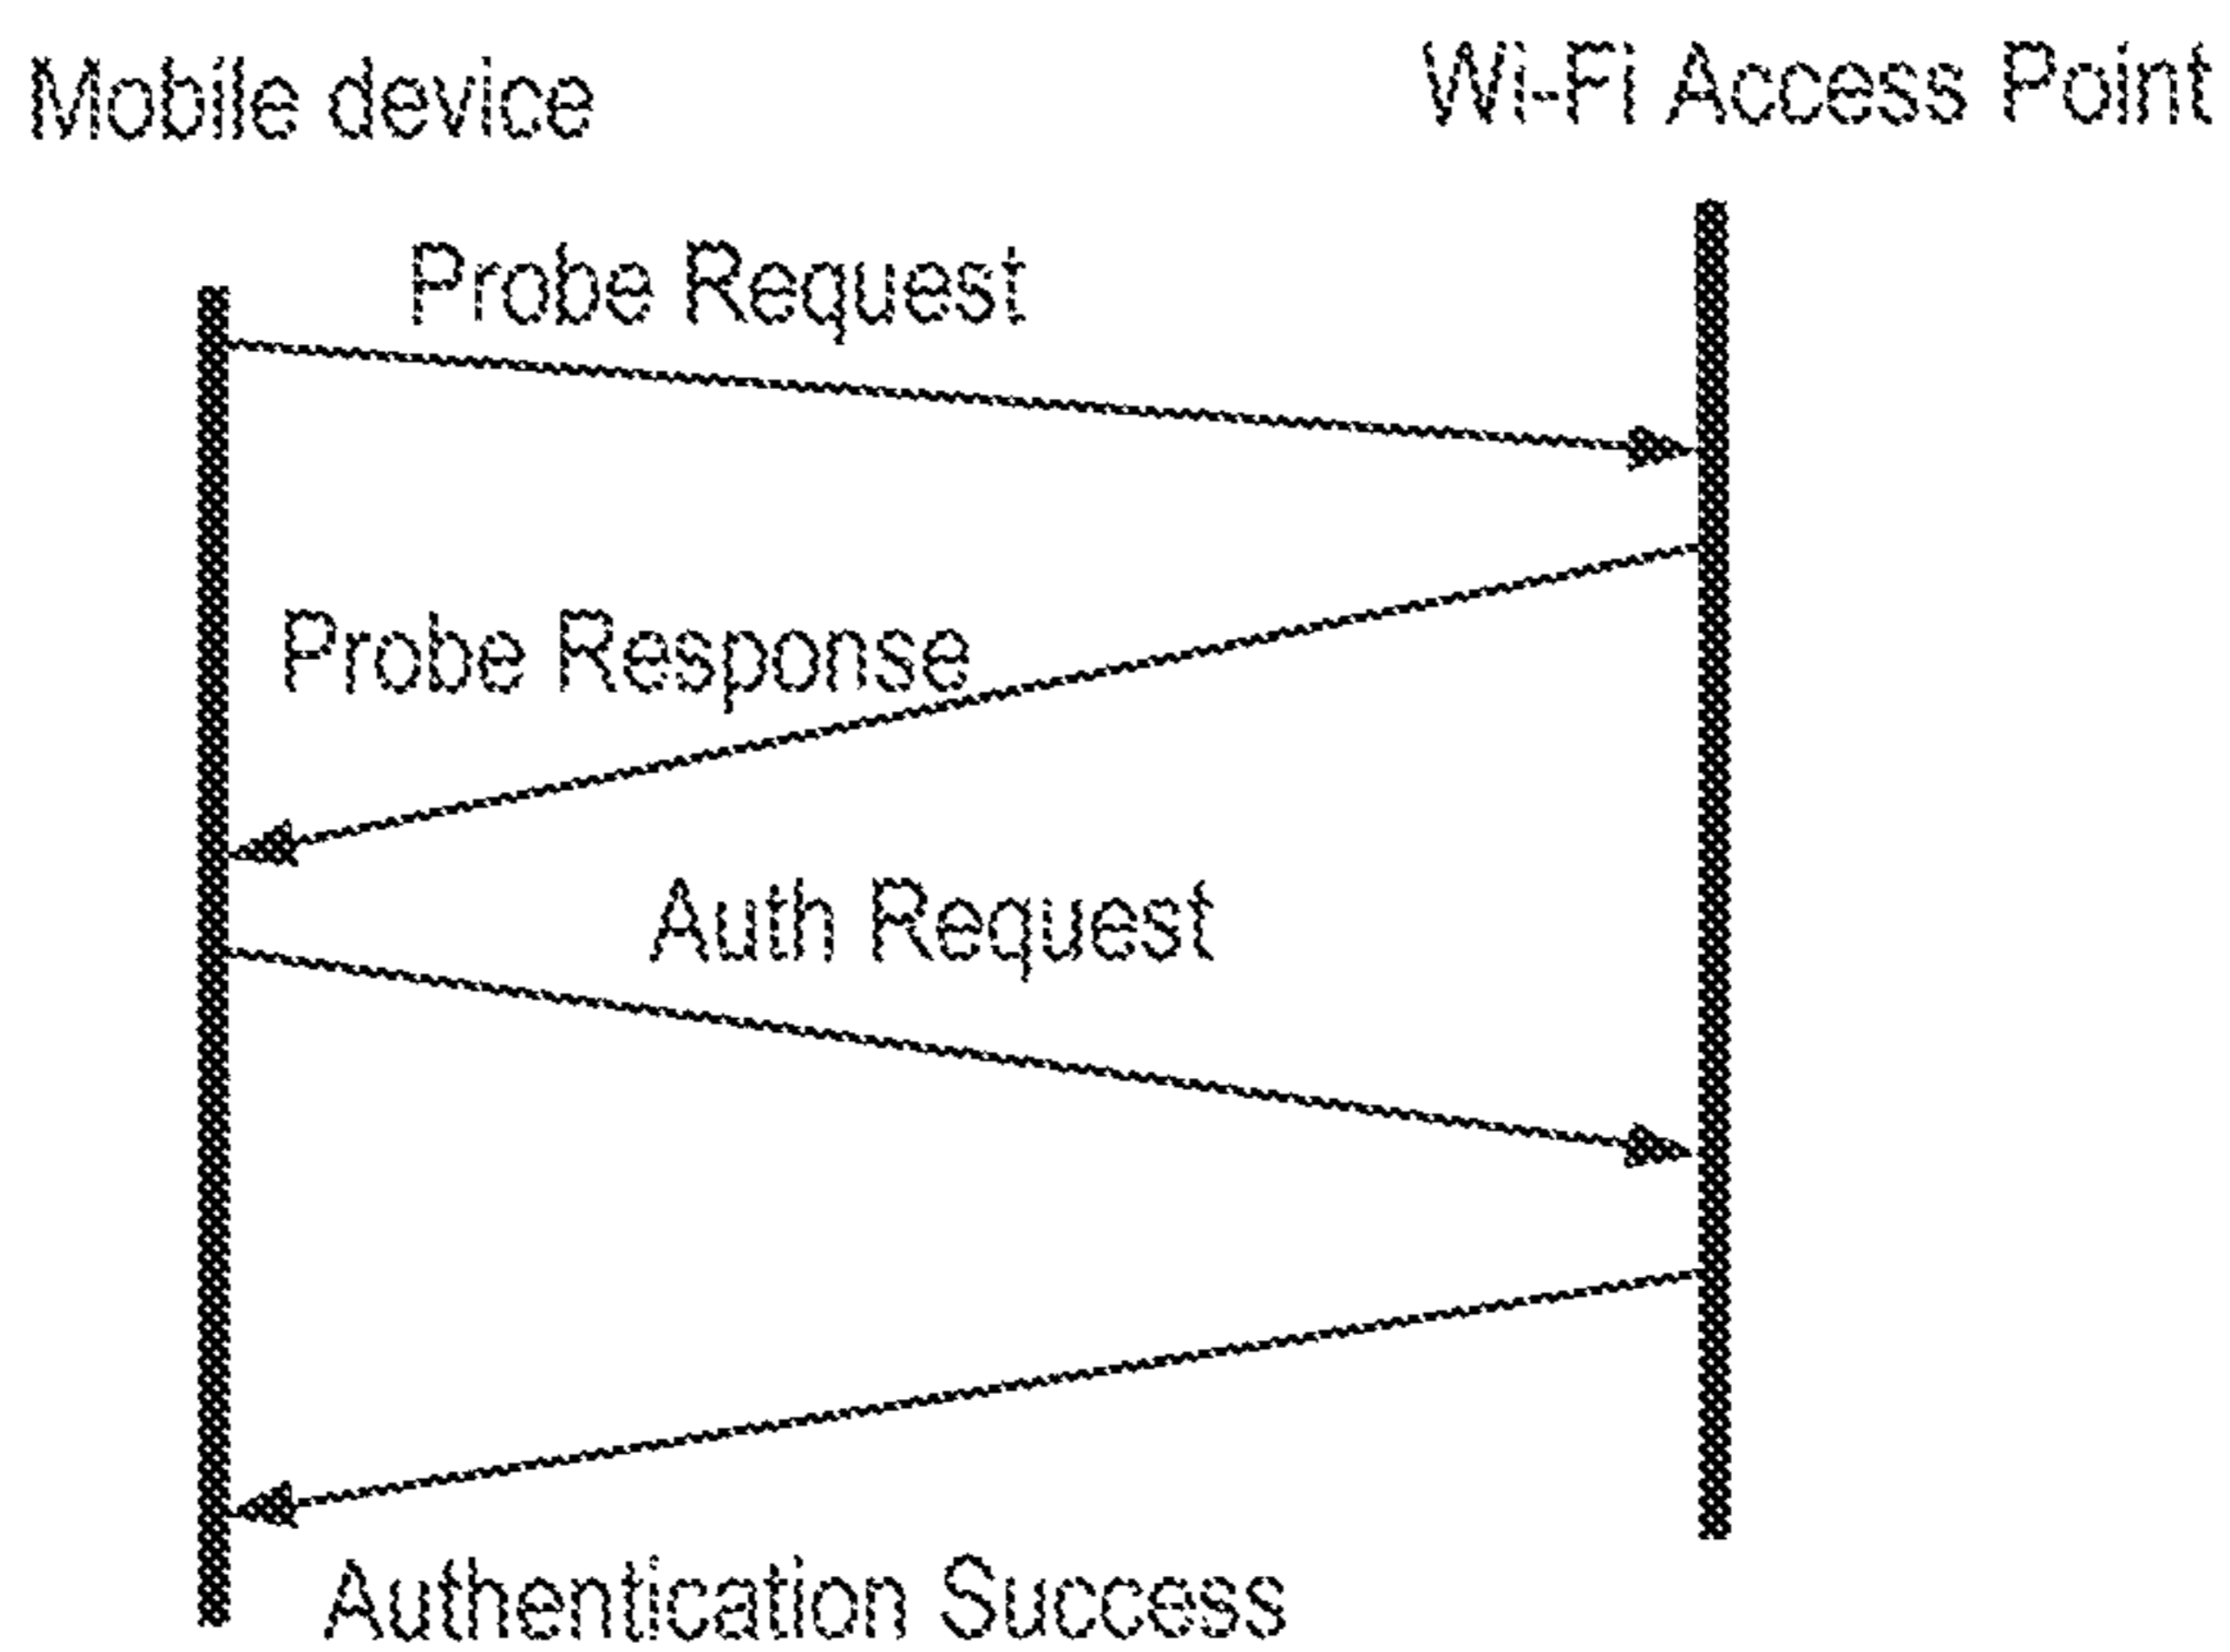 Mobile device
Wi-Fi Access Point
Probe Request
Probe Response
Auth Request
Authentication Success